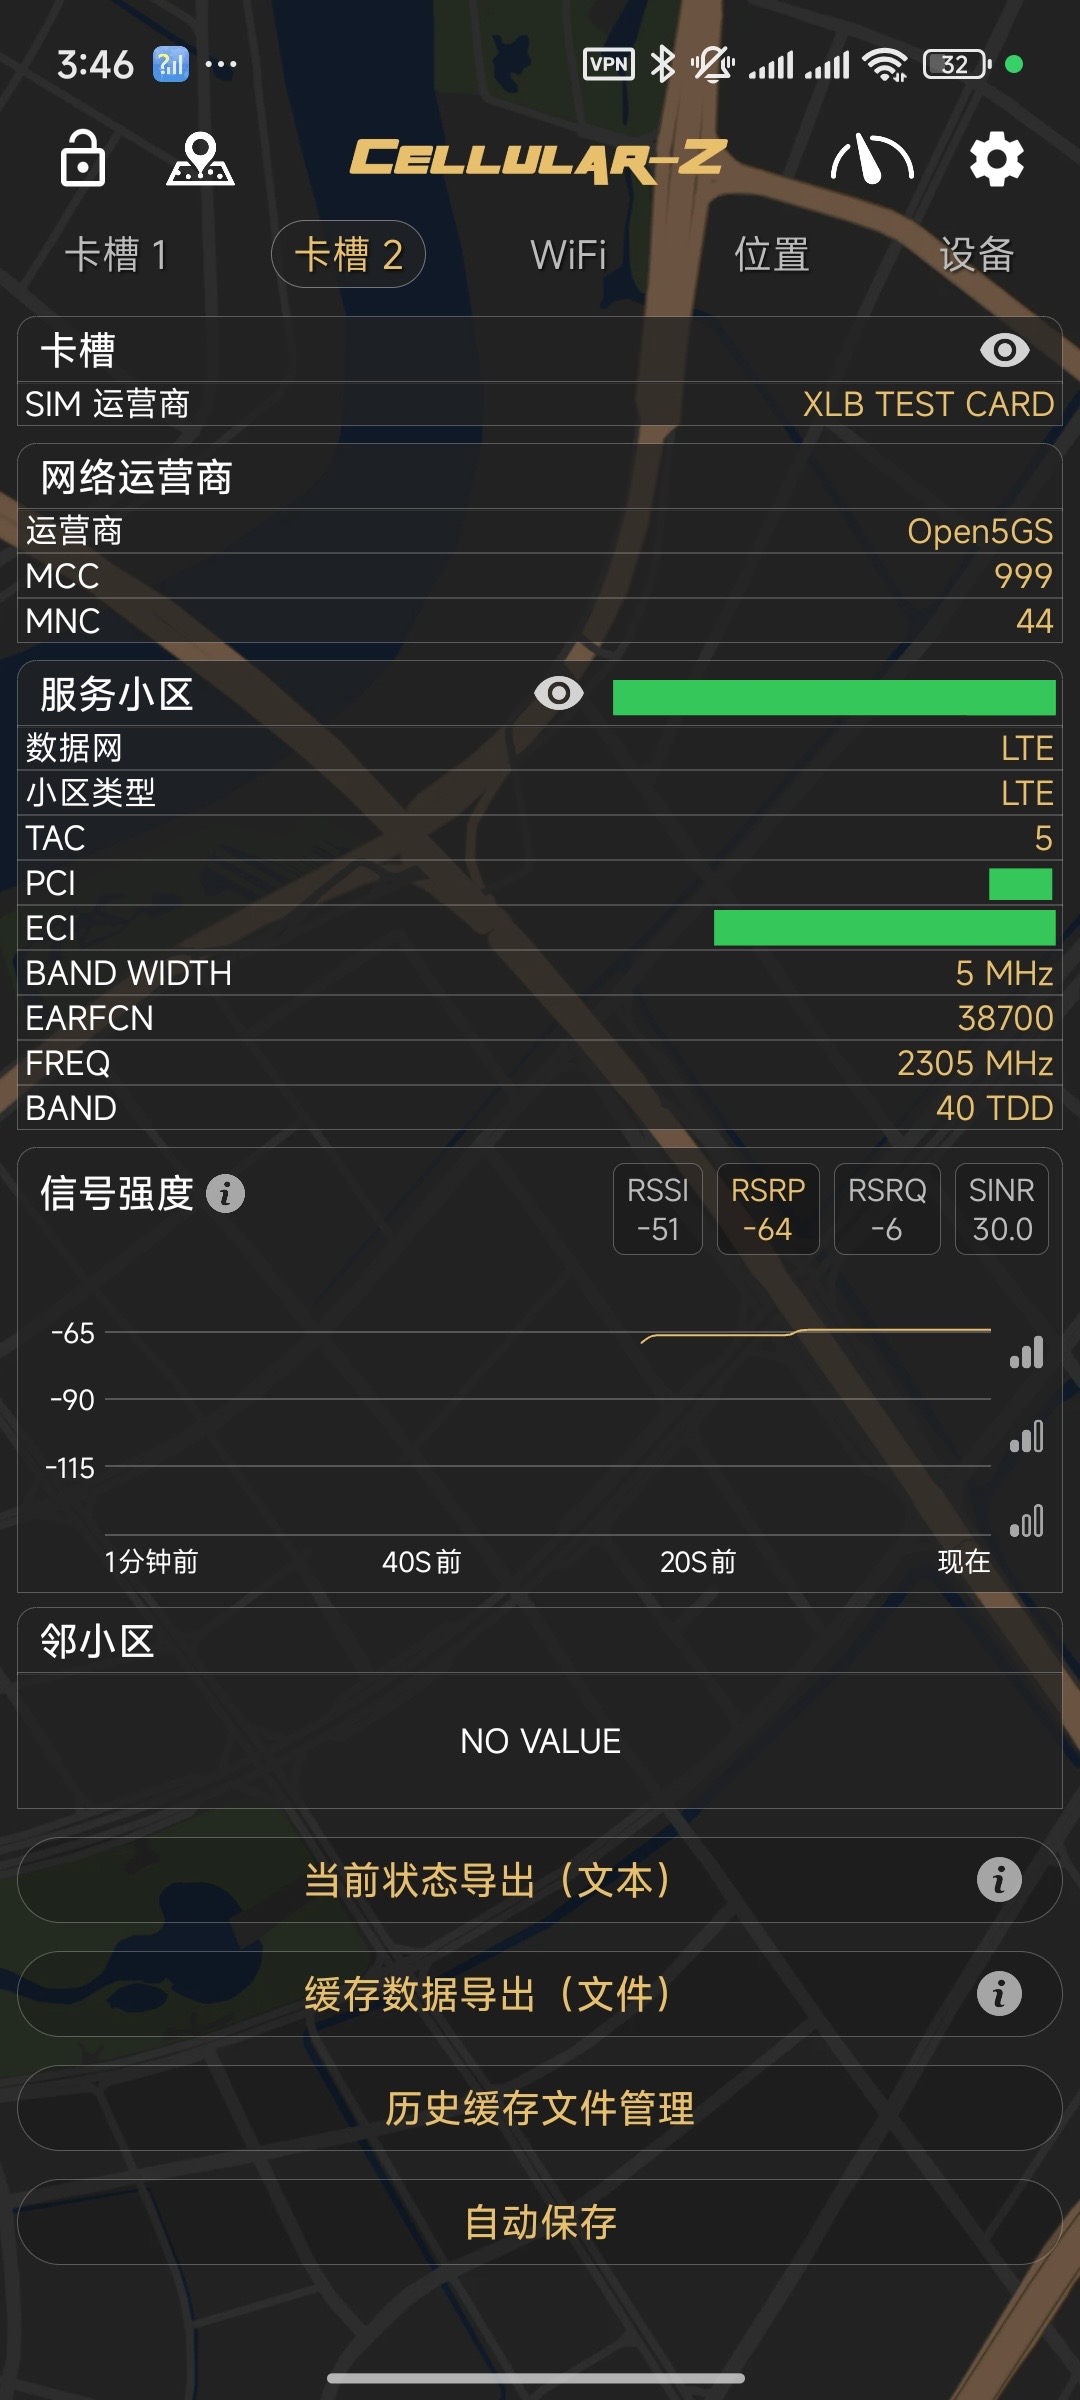 3:46 ?
VPN 32
CELLULAR-Z
卡槽 1 卡槽 2 WiFi 位置 设备
卡槽
SIM 运营商 XLB TEST CARD
网络运营商
运营商 Open5GS
MCC 999
MNC 44
服务小区
数据网 LTE
小区类型 LTE
TAC 5
PCI
ECI
BAND WIDTH 5 MHz
EARFCN 38700
FREQ 2305 MHz
BAND 40 TDD
信号强度 i
RSSI RSRP RSRQ SINR
-51 -64 -6 30.0
-65
-90
-115
1分钟前 40S前 20S前 现在
邻小区
NO VALUE
当前状态导出（文本） i
缓存数据导出（文件） i
历史缓存文件管理
自动保存